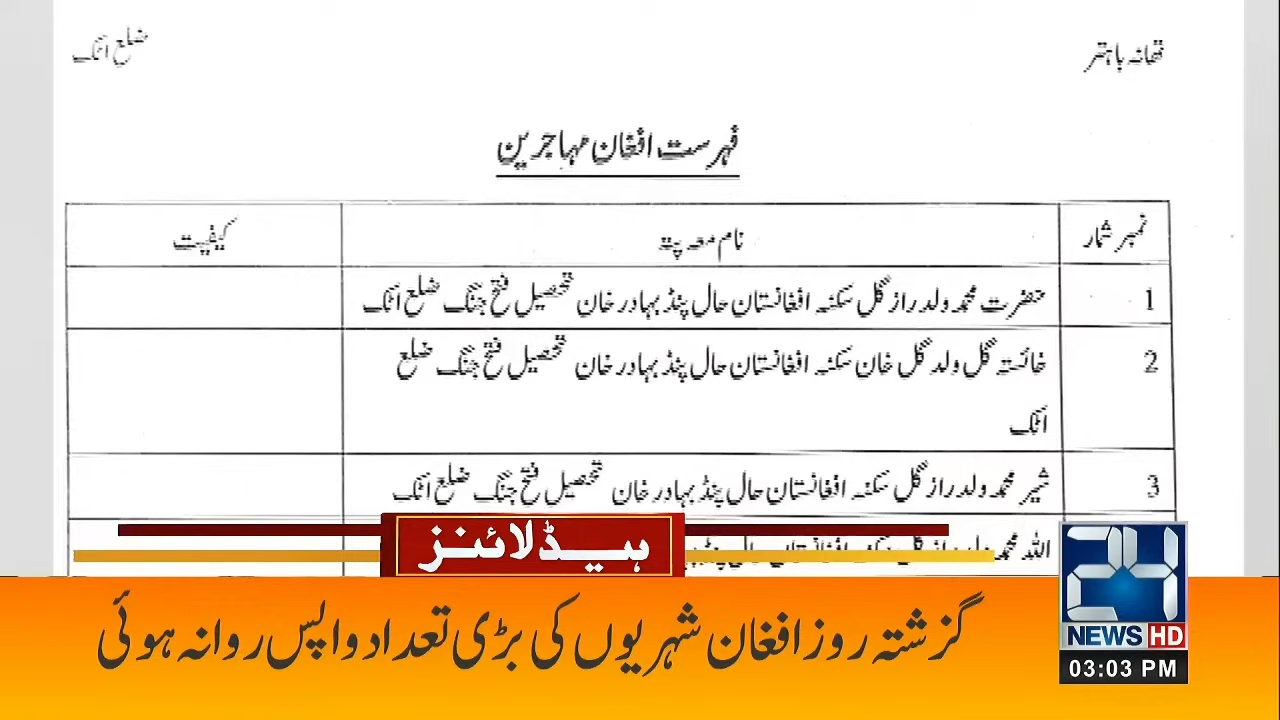 تھانہ باہتر
ضلع اٹک
فہرست افغان مہاجرین
نمبر شمار نام معہ پتہ کیفیت
1 حضرت محمد ولد راز گل سکنہ افغانستان حال پنڈ بہادر خان تحصیل فتح جنگ ضلع اٹک
2 خائستہ گل ولد گل خان سکنہ افغانستان حال پنڈ بہادر خان تحصیل فتح جنگ ضلع
اٹک
3 شیر محمد ولد راز گل سکنہ افغانستان حال پنڈ بہادر خان تحصیل فتح جنگ ضلع اٹک
اللہ محمد
ہیڈلائنز
گزشتہ روز افغان شہریوں کی بڑی تعداد واپس روانہ ہوئی
24
NEWS HD
03:03 PM